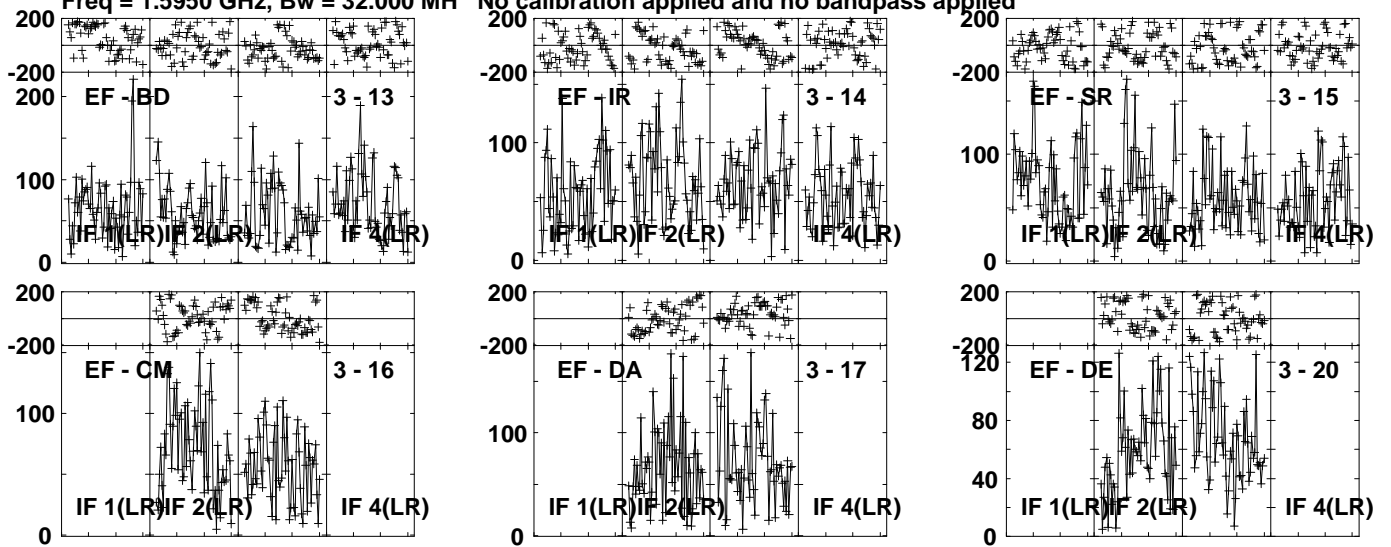 Freq = 1.5950 GHz, Bw = 32.000 MH No calibration applied and no bandpass applied
200 200 200
-200 -200 -200
200 EF - BD 3 - 13 EF - IR 3 - 14 EF - SR 3 - 15
100 100 100
IF 1(LR) IF 2(LR) IF 4(LR) IF 1(LR) IF 2(LR) IF 4(LR) IF 1(LR) IF 2(LR) IF 4(LR)
0 0 0
200 200 200
-200 -200 -200
EF - CM 3 - 16 EF - DA 3 - 17 120 EF - DE 3 - 20
100 100 80
40
IF 1(LR) IF 2(LR) IF 4(LR) IF 1(LR) IF 2(LR) IF 4(LR) IF 1(LR) IF 2(LR) IF 4(LR)
0 0 0